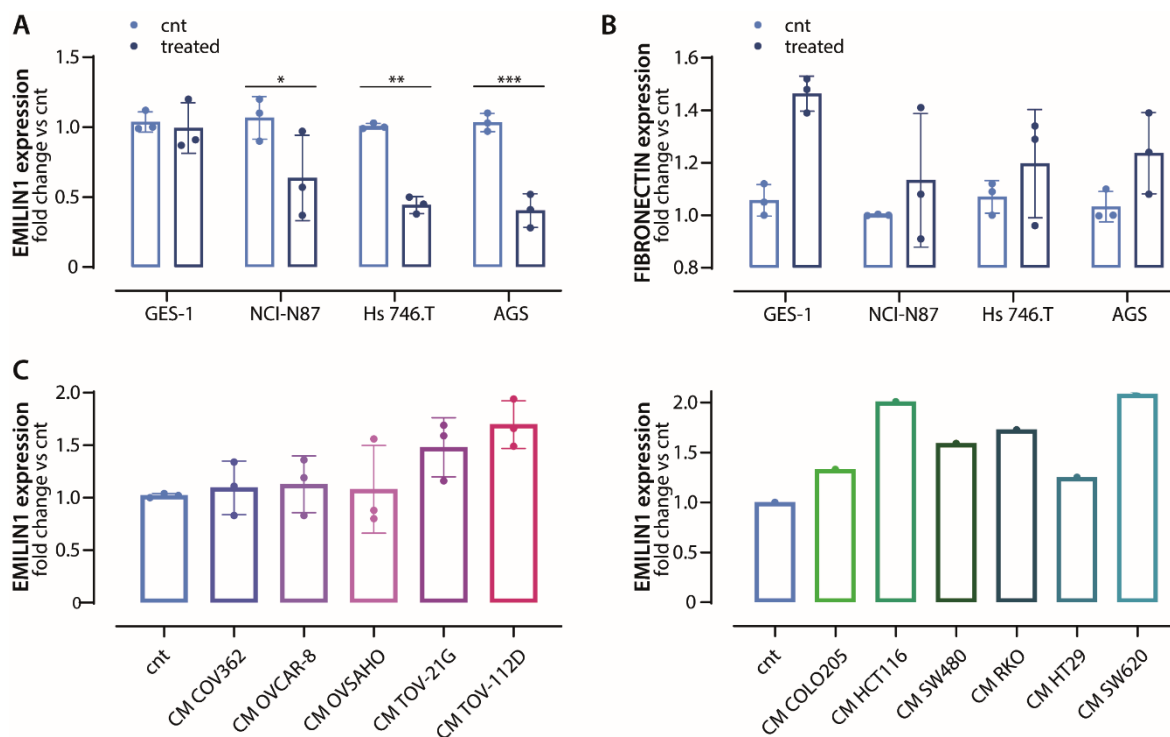 A
cnt
treated
EMILIN1 expression
fold change vs cnt
1.5
1.0
0.5
0
*
**
***
GES-1
NCI-N87
Hs 746.T
AGS
B
cnt
treated
FIBRONECTIN expression
fold change vs cnt
1.6
1.4
1.2
1.0
0.8
GES-1
NCI-N87
Hs 746.T
AGS
C
EMILIN1 expression
fold change vs cnt
2.0
1.5
1.0
0.5
0
cnt
CM COV362
CM OVCAR-8
CM OVSAHO
CM TOV-21G
CM TOV-112D
EMILIN1 expression
fold change vs cnt
2.0
1.5
1.0
0.5
0
cnt
CM COLO205
CM HCT116
CM SW480
CM RKO
CM HT29
CM SW620